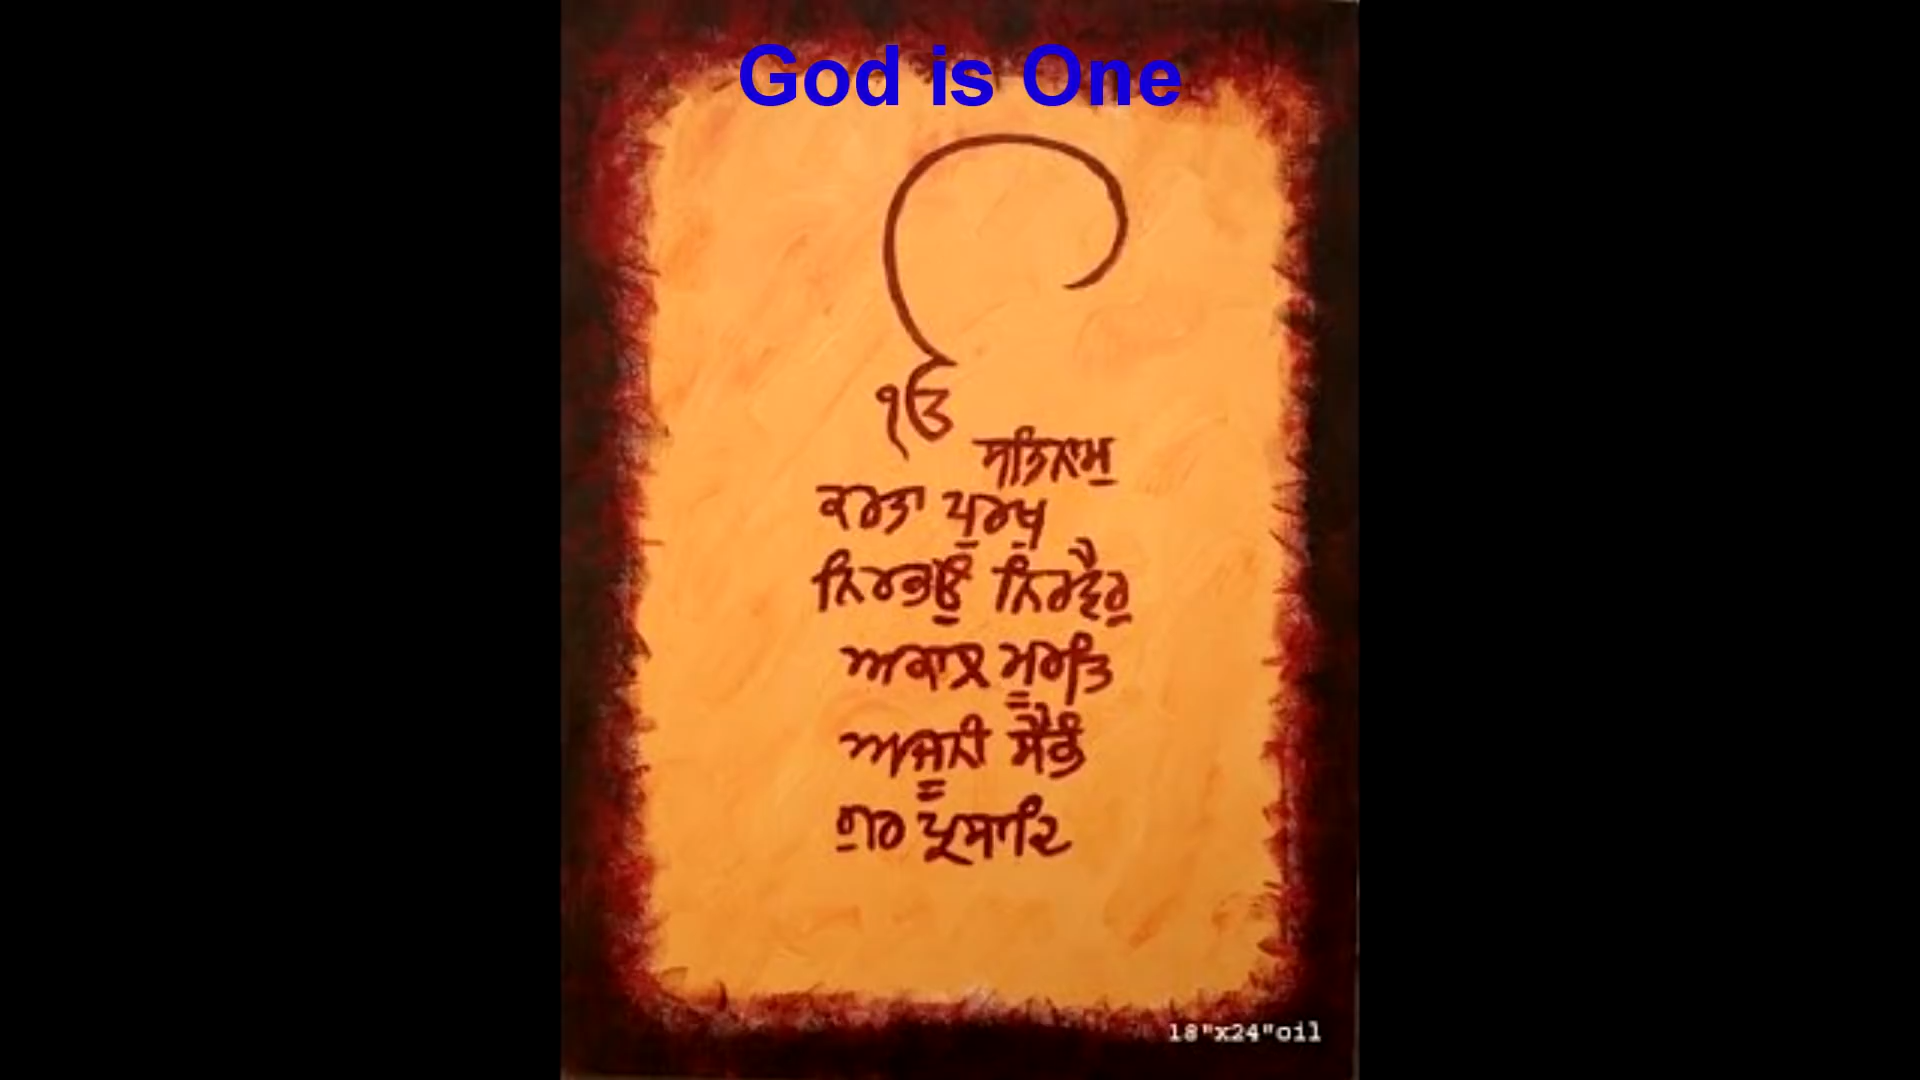 God is One
ੴ
ਸਤਿਨਾਮੁ
ਕਰਤਾ ਪੁਰਖੁ
ਨਿਰਭਉ ਨਿਰਵੈਰੁ
ਅਕਾਲ ਮੂਰਤਿ
ਅਜੂਨੀ ਸੈਭੰ
ਗੁਰ ਪ੍ਰਸਾਦਿ
18"x24"oil